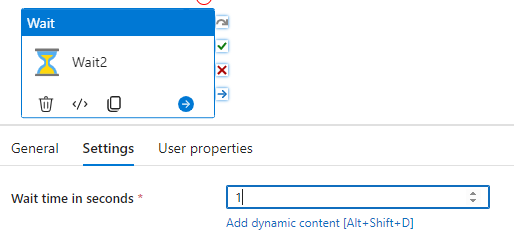 Wait
Wait2
General Settings User properties
Wait time in seconds * 1
Add dynamic content [Alt+Shift+D]